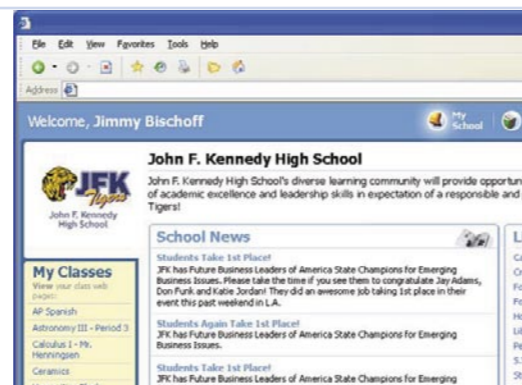 File Edit View Favorites Tools Help
Address
Welcome, Jimmy Bischoff
My School
JFK
Tigers
John F. Kennedy
High School
John F. Kennedy High School
John F. Kennedy High School's diverse learning community will provide opportun
of academic excellence and leadership skills in expectation of a responsible and
Tigers!
My Classes
View your class web
pages:
AP Spanish
Astronomy III - Period 3
Calculus I - Mr.
Henningsen
Ceramics
School News
Students Take 1st Place!
JFK has Future Business Leaders of America State Champions for Emerging
Business Issues. Please take the time if you see them to congratulate Jay Adams,
Don Funk and Katie Jordan! They did an awesome job taking 1st place in their
event this past weekend in L.A.
Students Again Take 1st Place!
JFK has Future Business Leaders of America State Champions for Emerging
Business Issues.
Students Take 1st Place!
JFK has Future Business Leaders of America State Champions for Emerging